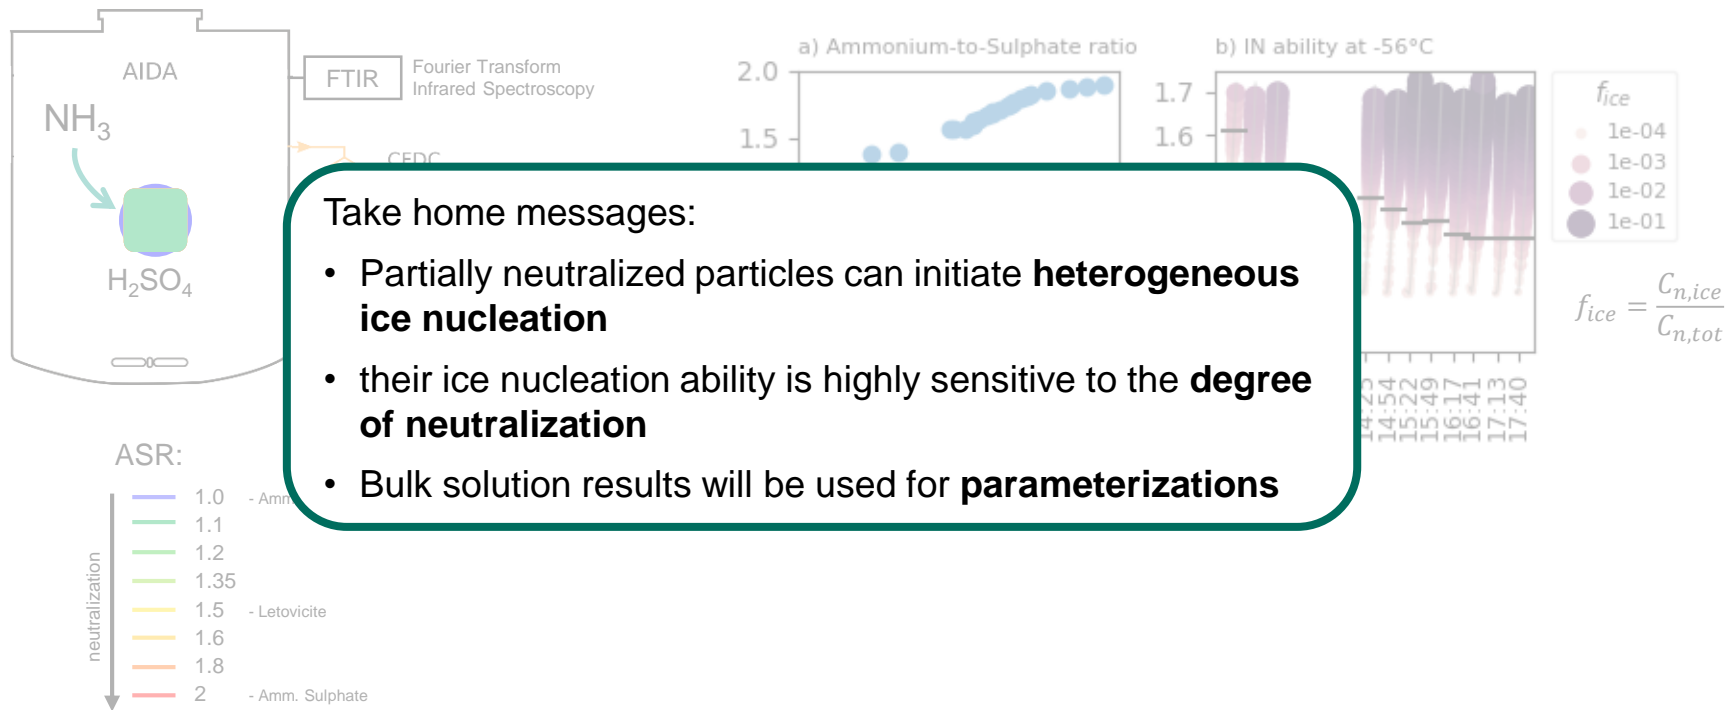 AIDA
NH3
H2SO4
FTIR
Fourier Transform
Infrared Spectroscopy
CFDC
a) Ammonium-to-Sulphate ratio
2.0
1.5
b) IN ability at -56°C
1.7
1.6
fice
1e-04
1e-03
1e-02
1e-01
fice = Cn,ice / Cn,tot
14:25
14:54
15:22
15:49
16:17
16:41
17:13
17:40
Take home messages:
• Partially neutralized particles can initiate heterogeneous
ice nucleation
• their ice nucleation ability is highly sensitive to the degree
of neutralization
• Bulk solution results will be used for parameterizations
ASR:
neutralization
1.0
1.1
1.2
1.35
1.5 - Letovicite
1.6
1.8
2 - Amm. Sulphate